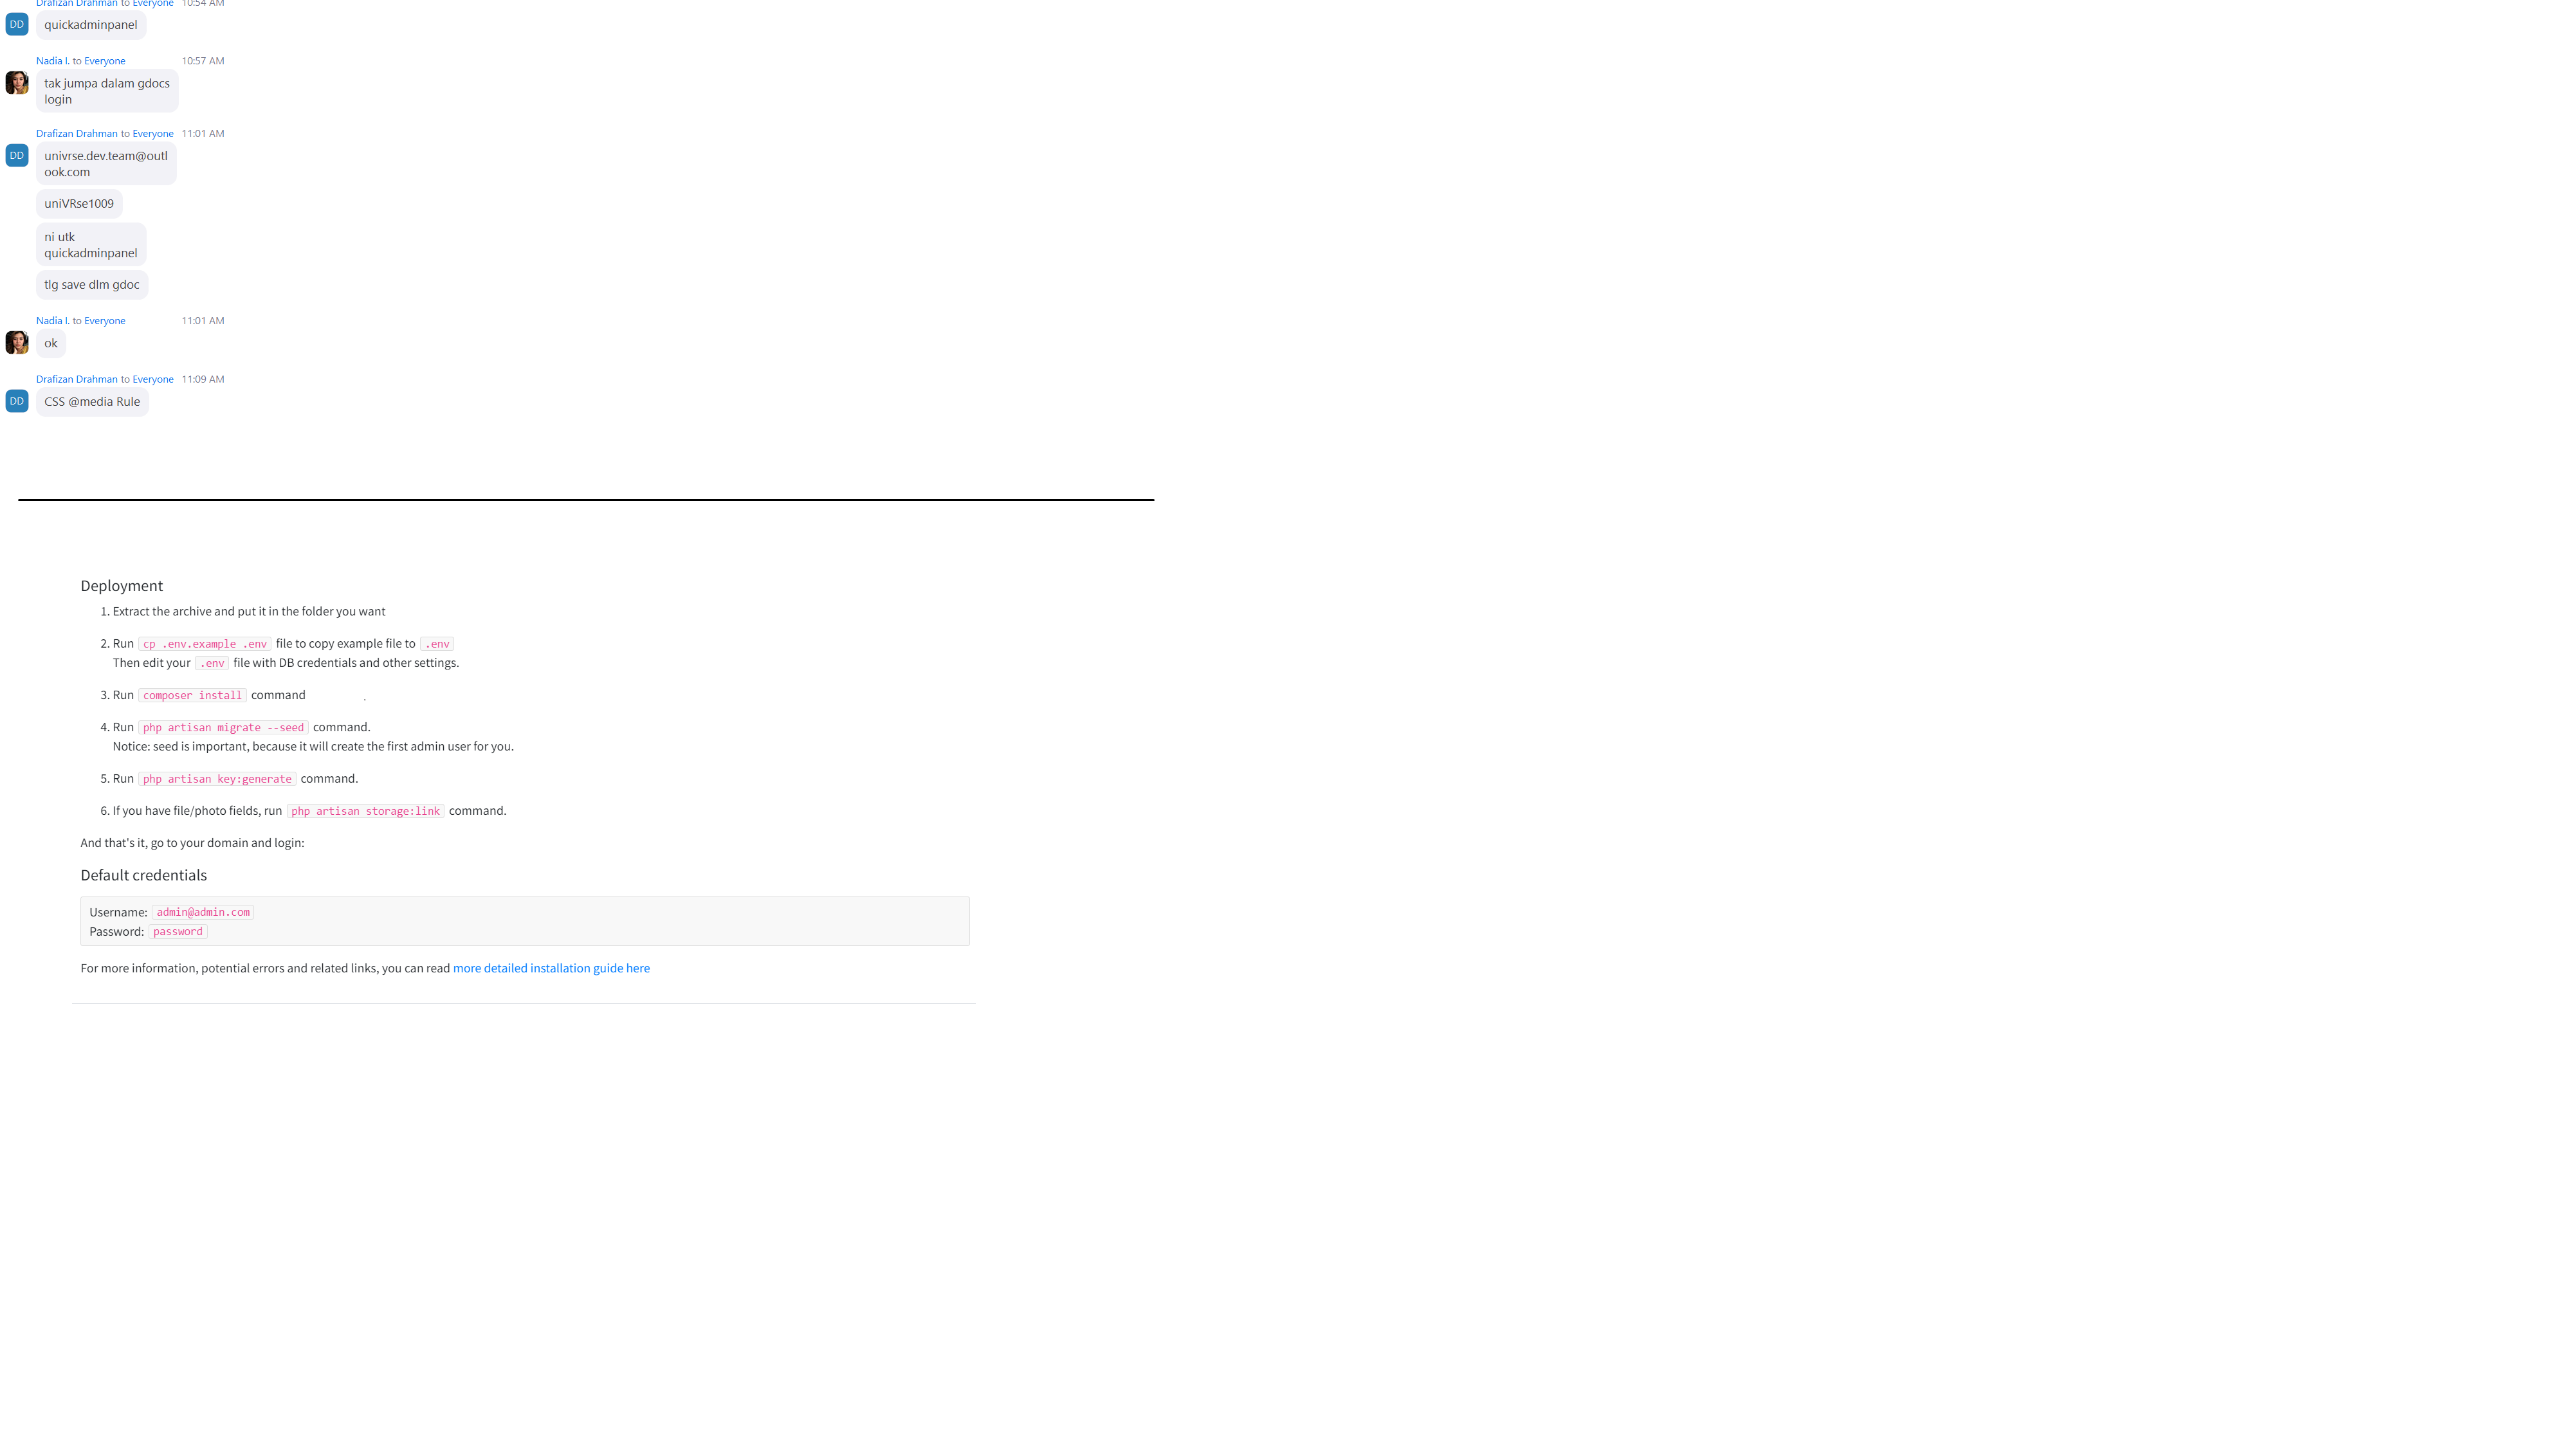 Drafizan Drahman to Everyone 10:54 AM
DD
quickadminpanel
Nadia I. to Everyone 10:57 AM
tak jumpa dalam gdocs
login
Drafizan Drahman to Everyone 11:01 AM
DD
univrse.dev.team@outl
ook.com
uniVRse1009
ni utk
quickadminpanel
tlg save dlm gdoc
Nadia I. to Everyone 11:01 AM
ok
Drafizan Drahman to Everyone 11:09 AM
DD
CSS @media Rule
Deployment
1. Extract the archive and put it in the folder you want
2. Run cp .env.example .env file to copy example file to .env
Then edit your .env file with DB credentials and other settings.
3. Run composer install command .
4. Run php artisan migrate --seed command.
Notice: seed is important, because it will create the first admin user for you.
5. Run php artisan key:generate command.
6. If you have file/photo fields, run php artisan storage:link command.
And that's it, go to your domain and login:
Default credentials
Username: admin@admin.com
Password: password
For more information, potential errors and related links, you can read more detailed installation guide here